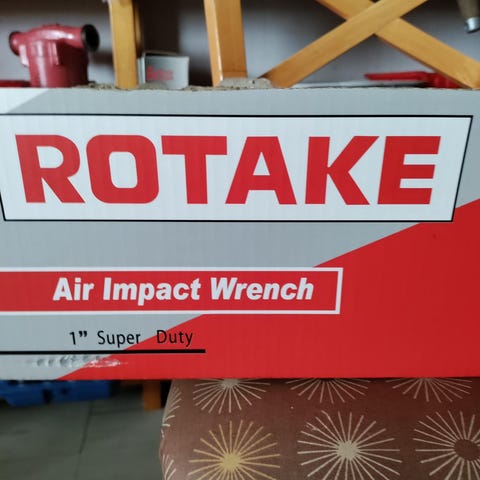 ROTAKE
Air Impact Wrench
1" Super Duty